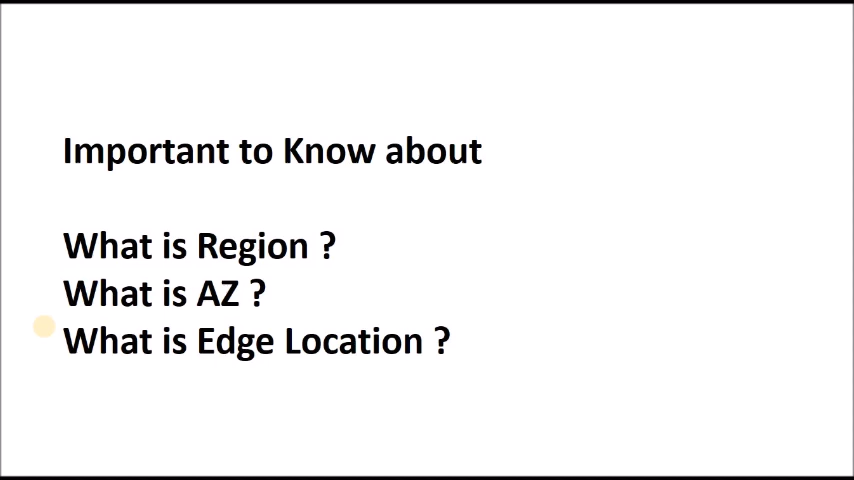 Important to Know about
What is Region ?
What is AZ ?
What is Edge Location ?